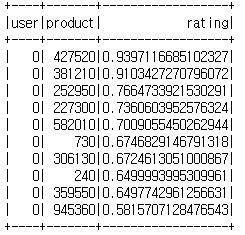 +----+-------+------------------+
|user|product|            rating|
+----+-------+------------------+
|   0| 427520|0.9397116685102327|
|   0| 381210|0.9103427270796072|
|   0| 252950|0.7664733921530291|
|   0| 227300|0.7360603952576324|
|   0| 582010|0.7009055450262944|
|   0|    730|0.6746829146791318|
|   0| 306130|0.6724613051000867|
|   0|    240|0.6499993995309961|
|   0| 359550|0.6497742961256631|
|   0| 945360|0.5815707128476543|
+----+-------+------------------+